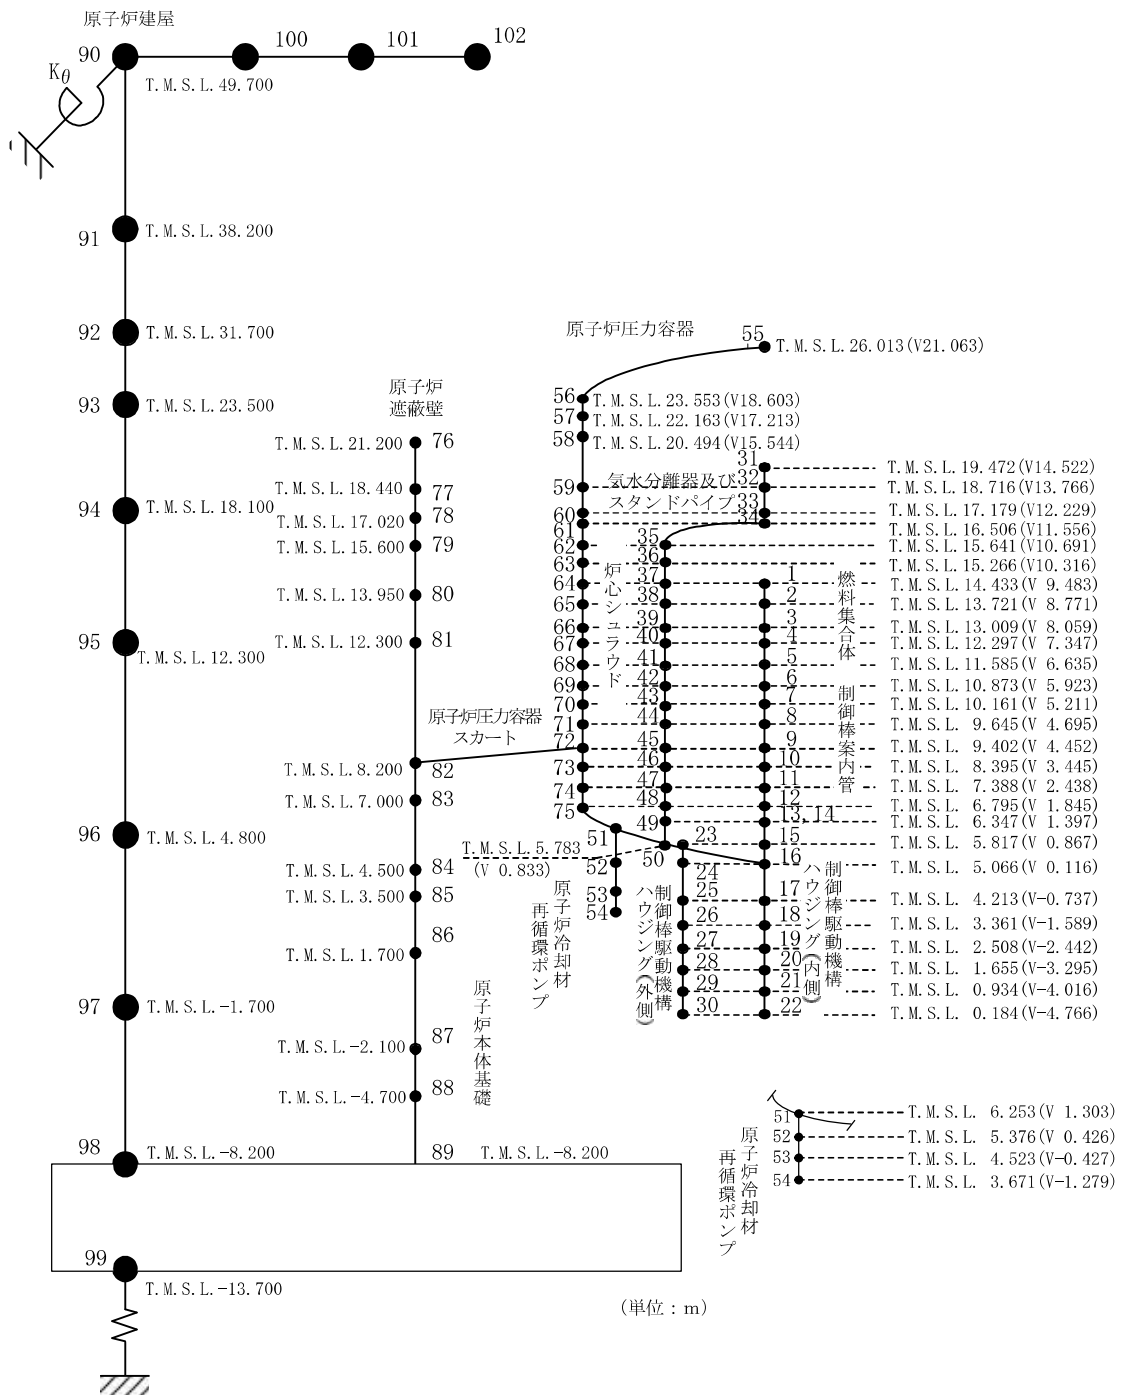 原子炉建屋
90
100
101
102
Kθ
T.M.S.L.49.700
91
T.M.S.L.38.200
92
T.M.S.L.31.700
93
T.M.S.L.23.500
94
T.M.S.L.18.100
95
T.M.S.L.12.300
96
T.M.S.L.4.800
97
T.M.S.L.-1.700
98
T.M.S.L.-8.200
99
T.M.S.L.-13.700
原子炉
遮蔽壁
T.M.S.L.21.200
76
T.M.S.L.18.440
77
T.M.S.L.17.020
78
T.M.S.L.15.600
79
T.M.S.L.13.950
80
T.M.S.L.12.300
81
原子炉圧力容器
スカート
T.M.S.L.8.200
82
T.M.S.L.7.000
83
T.M.S.L.4.500
84
T.M.S.L.3.500
85
86
T.M.S.L.1.700
原子炉本体基礎
87
T.M.S.L.-2.100
88
T.M.S.L.-4.700
89
T.M.S.L.-8.200
原子炉圧力容器
55
T.M.S.L.26.013(V21.063)
56
T.M.S.L.23.553(V18.603)
57
T.M.S.L.22.163(V17.213)
58
T.M.S.L.20.494(V15.544)
59
60
61
62
63
64
65
66
67
68
69
70
71
72
73
74
75
気水分離器及び
スタンドパイプ
31
32
33
34
炉心シュラウド
35
36
37
38
39
40
41
42
43
44
45
46
47
48
49
50
燃料集合体
制御棒案内管
1
2
3
4
5
6
7
8
9
10
11
12
13,14
15
16
17
18
19
20
21
22
23
24
25
26
27
28
29
30
51
52
53
54
T.M.S.L.5.783
(V 0.833)
原子炉冷却材
再循環ポンプ
制御棒駆動機構
ハウジング(外側)
制御棒駆動機構
ハウジング(内側)
T.M.S.L.19.472(V14.522)
T.M.S.L.18.716(V13.766)
T.M.S.L.17.179(V12.229)
T.M.S.L.16.506(V11.556)
T.M.S.L.15.641(V10.691)
T.M.S.L.15.266(V10.316)
T.M.S.L.14.433(V 9.483)
T.M.S.L.13.721(V 8.771)
T.M.S.L.13.009(V 8.059)
T.M.S.L.12.297(V 7.347)
T.M.S.L.11.585(V 6.635)
T.M.S.L.10.873(V 5.923)
T.M.S.L.10.161(V 5.211)
T.M.S.L. 9.645(V 4.695)
T.M.S.L. 9.402(V 4.452)
T.M.S.L. 8.395(V 3.445)
T.M.S.L. 7.388(V 2.438)
T.M.S.L. 6.795(V 1.845)
T.M.S.L. 6.347(V 1.397)
T.M.S.L. 5.817(V 0.867)
T.M.S.L. 5.066(V 0.116)
T.M.S.L. 4.213(V-0.737)
T.M.S.L. 3.361(V-1.589)
T.M.S.L. 2.508(V-2.442)
T.M.S.L. 1.655(V-3.295)
T.M.S.L. 0.934(V-4.016)
T.M.S.L. 0.184(V-4.766)
51
T.M.S.L. 6.253(V 1.303)
52
T.M.S.L. 5.376(V 0.426)
53
T.M.S.L. 4.523(V-0.427)
54
T.M.S.L. 3.671(V-1.279)
原子炉冷却材
再循環ポンプ
(単位:m)